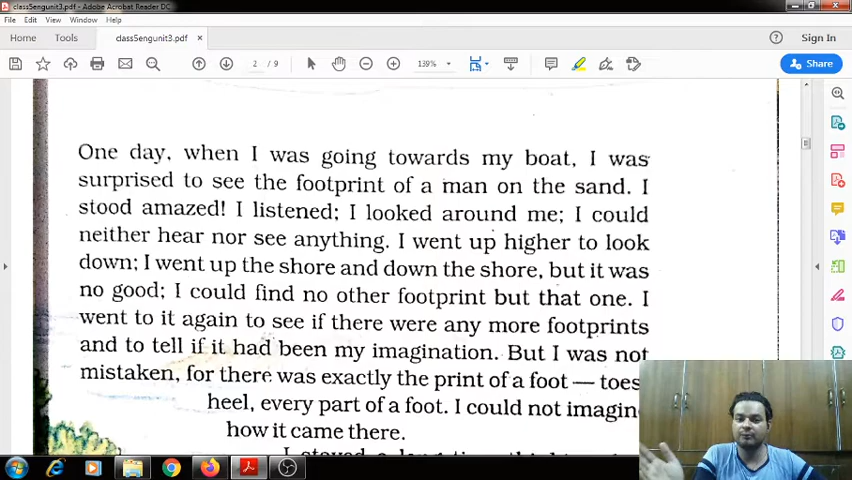 class5engunit3.pdf - Adobe Acrobat Reader DC
File Edit View Window Help
Home Tools class5engunit3.pdf × Sign In
2 / 9 139% Share
One day, when I was going towards my boat, I was
surprised to see the footprint of a man on the sand. I
stood amazed! I listened; I looked around me; I could
neither hear nor see anything. I went up higher to look
down; I went up the shore and down the shore, but it was
no good; I could find no other footprint but that one. I
went to it again to see if there were any more footprints
and to tell if it had been my imagination. But I was not
mistaken, for there was exactly the print of a foot — toes
heel, every part of a foot. I could not imagin
how it came there.
I stayed a long time